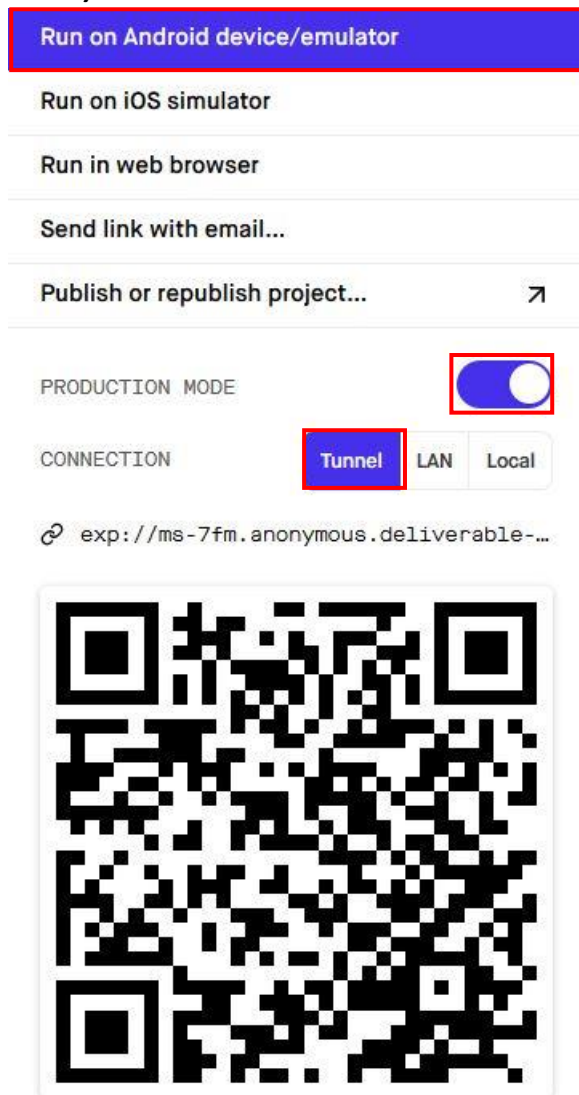 Run on Android device/emulator
Run on iOS simulator
Run in web browser
Send link with email...
Publish or republish project...
PRODUCTION MODE
CONNECTION Tunnel LAN Local
exp://ms-7fm.anonymous.deliverable-…